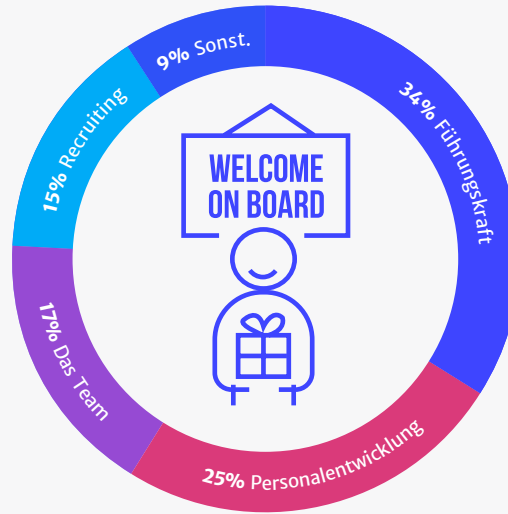 9% Sonst.
34% Führungskraft
15% Recruiting
WELCOME
ON BOARD
17% Das Team
25% Personalentwicklung